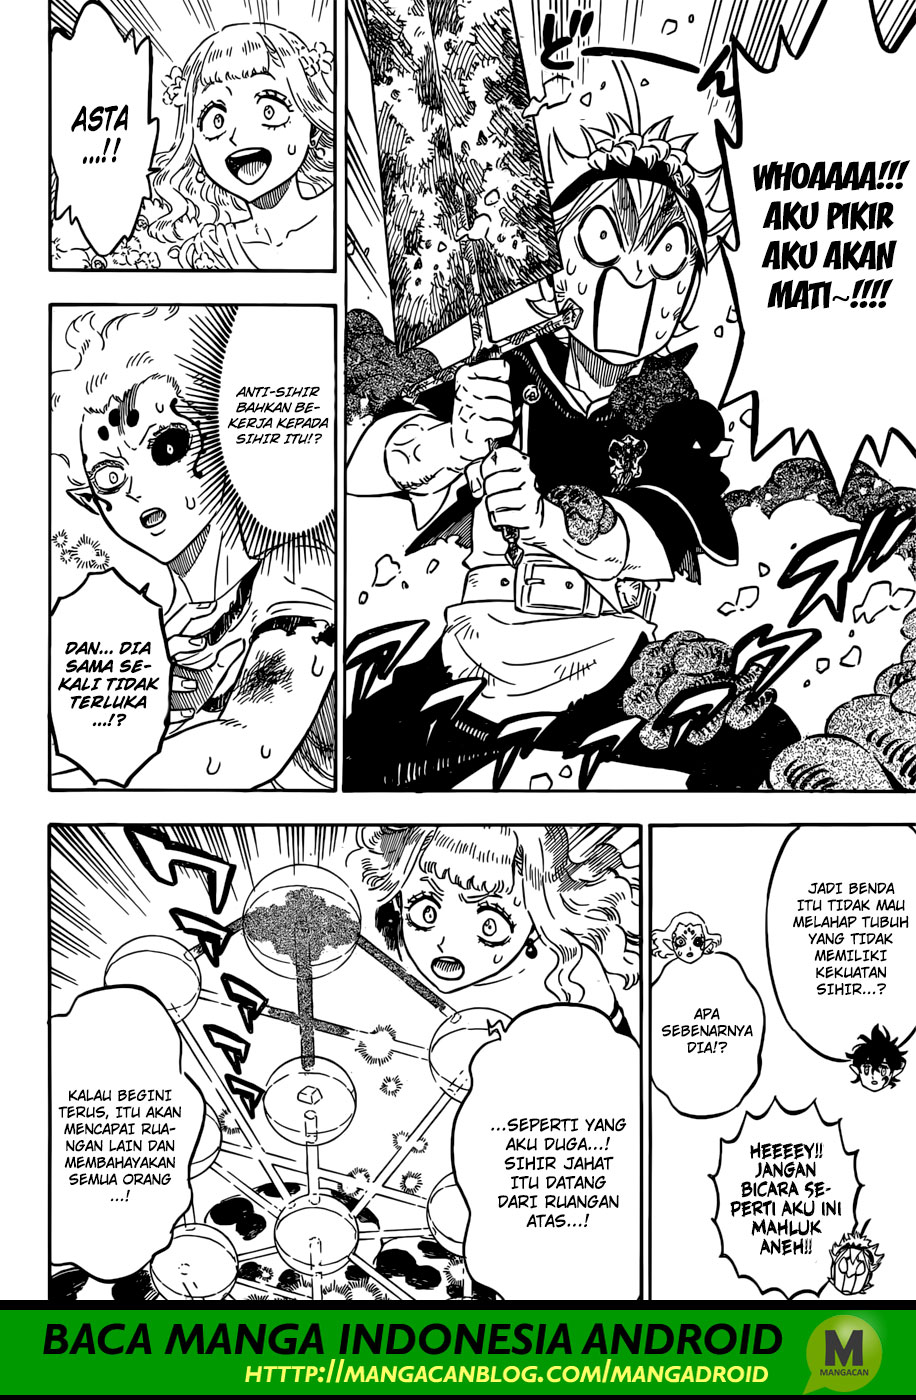 WHOAAAA!!!
AKU PIKIR
AKU AKAN
MATI~!!!!
ASTA
...!!
ANTI-SIHIR
BAHKAN BE-
KERJA KEPADA
SIHIR ITU!?
DAN... DIA
SAMA SE-
KALI TIDAK
TERLUKA
...!?
JADI BENDA
ITU TIDAK MAU
MELAHAP TUBUH
YANG TIDAK
MEMILIKI
KEKUATAN
SIHIR...?
APA
SEBENARNYA
DIA!?
HEEEEY!!
JANGAN
BICARA SE-
PERTI AKU INI
MAHLUK
ANEH!!
...SEPERTI YANG
AKU DUGA...!
SIHIR JAHAT
ITU DATANG
DARI RUANGAN
ATAS...!
KALAU BEGINI
TERUS, ITU AKAN
MENCAPAI RUA-
NGAN LAIN DAN
MEMBAHAYAKAN
SEMUA ORANG
...!
BACA MANGA INDONESIA ANDROID
HTTTP://MANGACANBLOG.COM/MANGADROID
M
MANGACAN